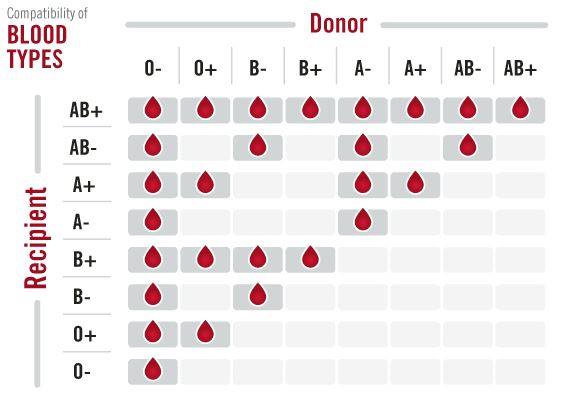 Compatibility of
BLOOD
TYPES
Donor
O- O+ B- B+ A- A+ AB- AB+
Recipient
AB+
AB-
A+
A-
B+
B-
O+
O-